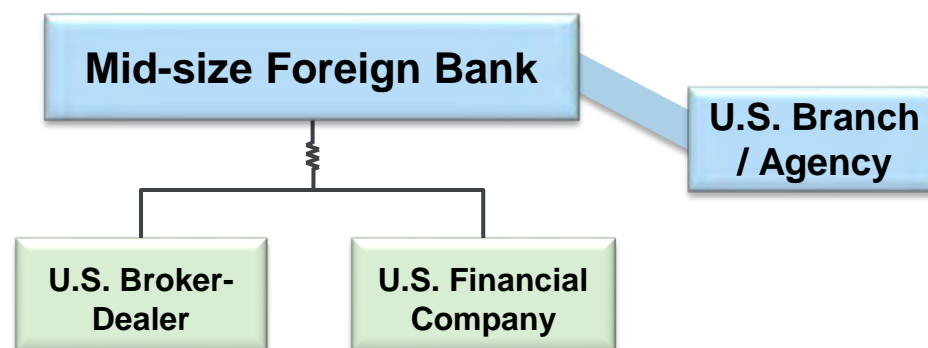 Mid-size Foreign Bank
U.S. Branch
/ Agency
U.S. Broker-
Dealer
U.S. Financial
Company